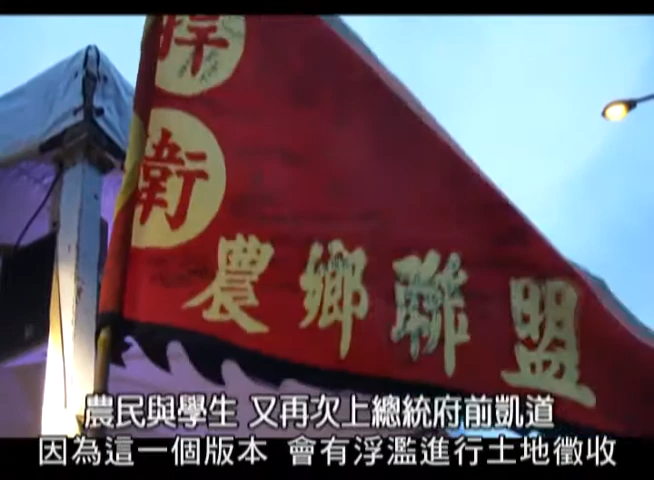 捍
衛
農鄉聯盟
農民與學生 又再次上總統府前凱道
因為這一個版本 會有浮濫進行土地徵收